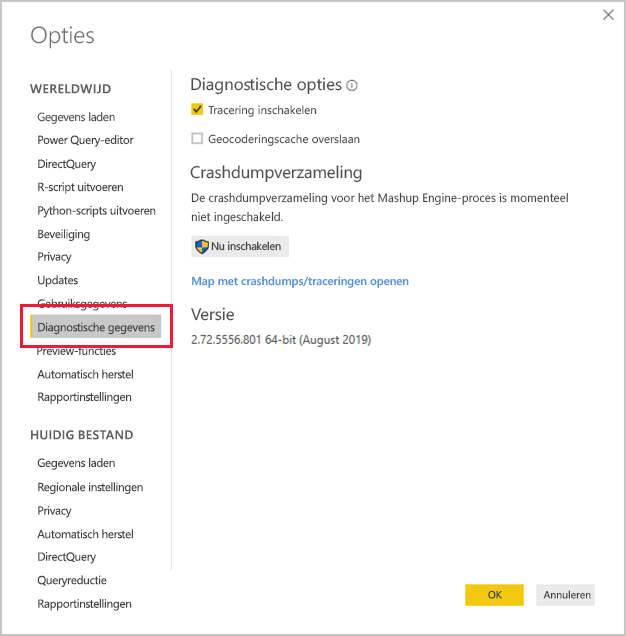 Opties
WERELDWIJD
Gegevens laden
Power Query-editor
DirectQuery
R-script uitvoeren
Python-scripts uitvoeren
Beveiliging
Privacy
Updates
Gebruiksgegevens
Diagnostische gegevens
Preview-functies
Automatisch herstel
Rapportinstellingen
HUIDIG BESTAND
Gegevens laden
Regionale instellingen
Privacy
Automatisch herstel
DirectQuery
Queryreductie
Rapportinstellingen
Diagnostische opties
Tracering inschakelen
Geocoderingscache overslaan
Crashdumpverzameling
De crashdumpverzameling voor het Mashup Engine-proces is momenteel
niet ingeschakeld.
Nu inschakelen
Map met crashdumps/traceringen openen
Versie
2.72.5556.801 64-bit (August 2019)
OK
Annuleren